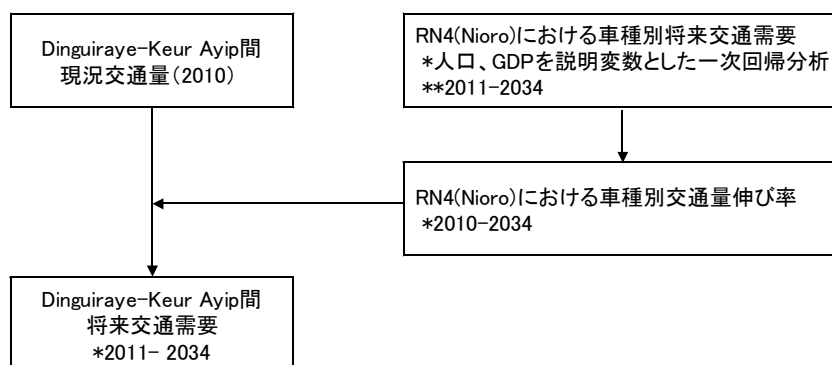 Dinguiraye-Keur Ayip間
現況交通量(2010)
RN4(Nioro)における車種別将来交通需要
*人口、GDPを説明変数とした一次回帰分析
**2011-2034
RN4(Nioro)における車種別交通量伸び率
*2010-2034
Dinguiraye-Keur Ayip間
将来交通需要
*2011- 2034